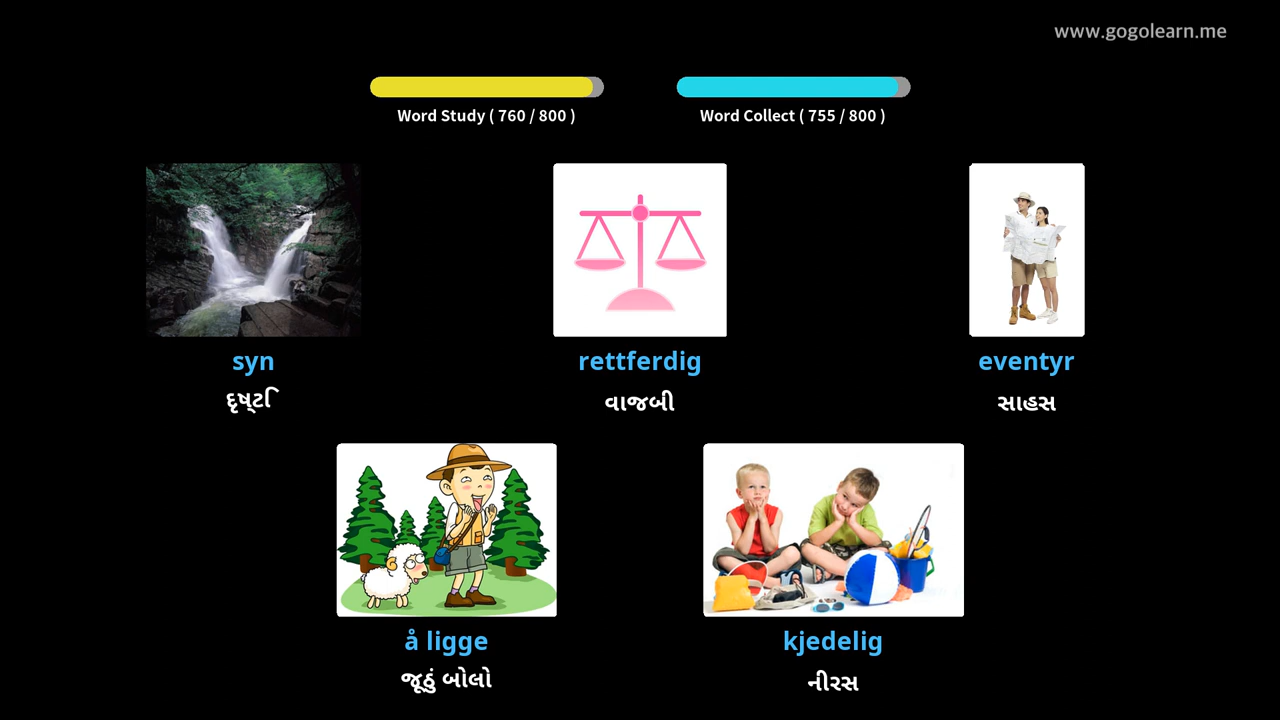 www.gogolearn.me
Word Study ( 760 / 800 )
Word Collect ( 755 / 800 )
syn
rettferdig
eventyr
દૃષ્ટિ
વાજબી
સાહસ
å ligge
kjedelig
જૂઠું બોલો
નીરસ